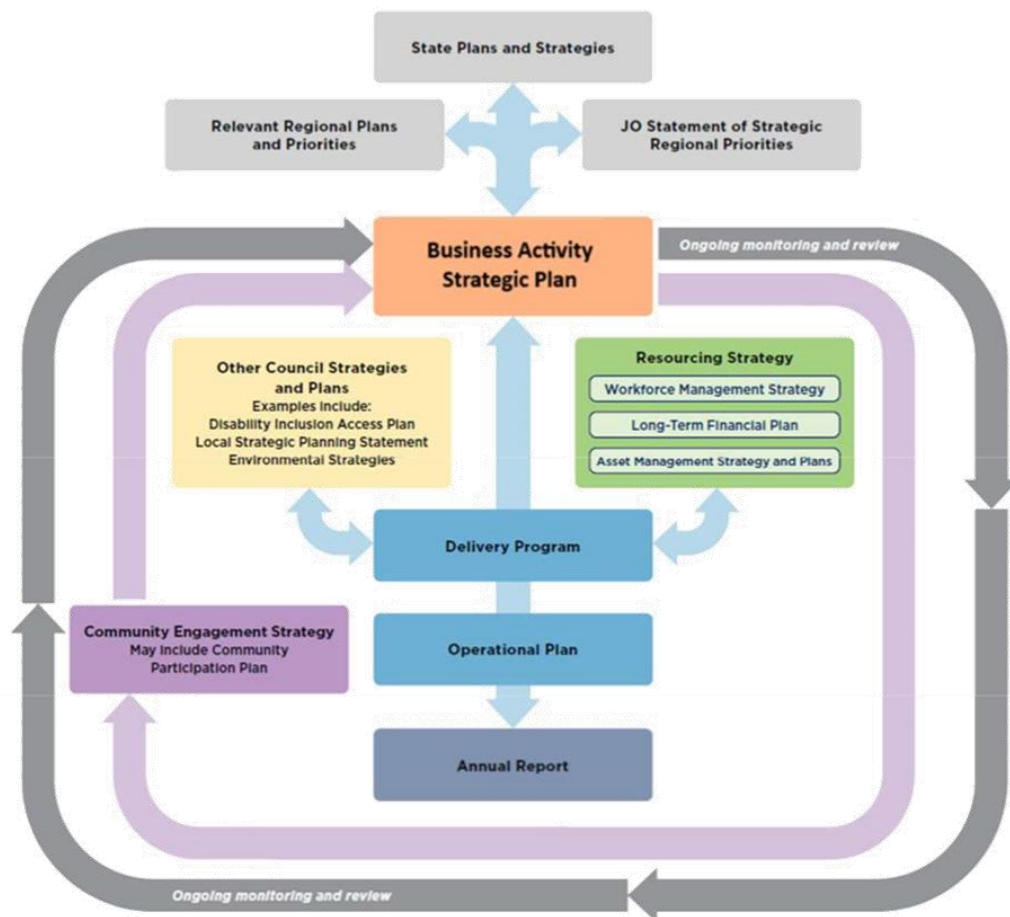 State Plans and Strategies
Relevant Regional Plans
and Priorities
JO Statement of Strategic
Regional Priorities
Business Activity
Strategic Plan
Ongoing monitoring and review
Other Council Strategies
and Plans
Examples Include:
Disability Inclusion Access Plan
Local Strategic Planning Statement
Environmental Strategies
Resourcing Strategy
Workforce Management Strategy
Long-Term Financial Plan
Asset Management Strategy and Plans
Delivery Program
Community Engagement Strategy
May Include Community
Participation Plan
Operational Plan
Annual Report
Ongoing monitoring and review